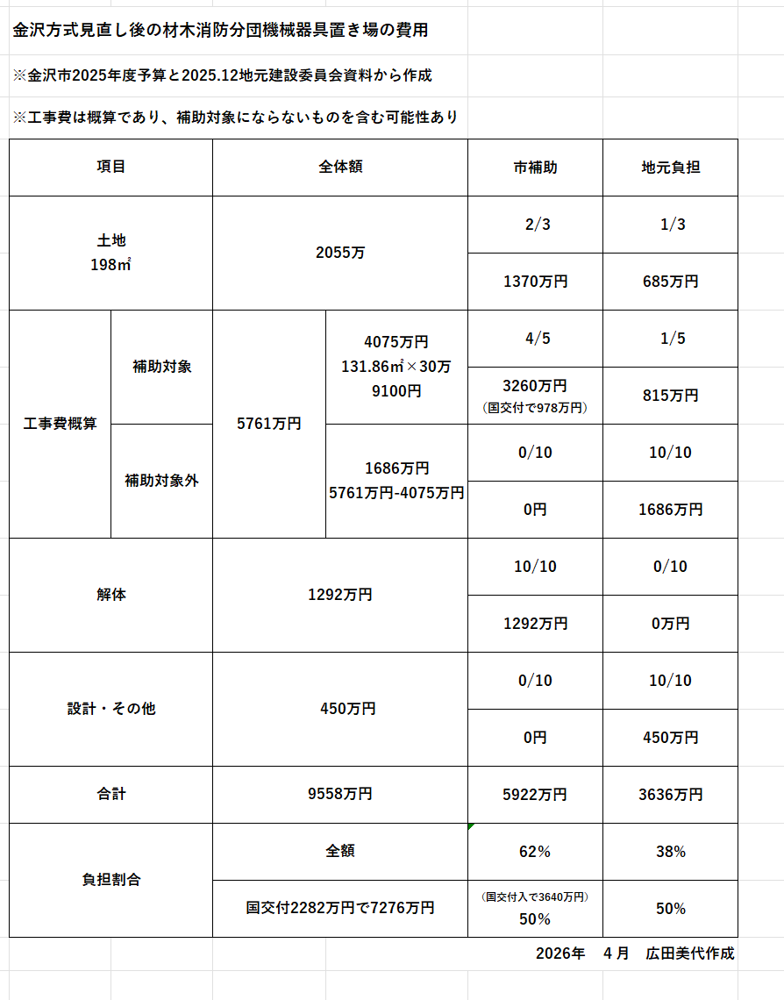 金沢方式見直し後の材木消防分団機械器具置き場の費用
※金沢市2025年度予算と2025.12地元建設委員会資料から作成
※工事費は概算であり、補助対象にならないものを含む可能性あり
項目
全体額
市補助
地元負担
土地
198㎡
2055万
2/3
1/3
1370万円
685万円
工事費概算
補助対象
5761万円
4075万円
131.86㎡×30万
9100円
4/5
1/5
3260万円
（国交付で978万円）
815万円
補助対象外
1686万円
5761万円-4075万円
0/10
10/10
0円
1686万円
解体
1292万円
10/10
0/10
1292万円
0万円
設計・その他
450万円
0/10
10/10
0円
450万円
合計
9558万円
5922万円
3636万円
負担割合
全額
62%
38%
国交付2282万円で7276万円
（国交付入で3640万円）
50%
50%
2026年　４月　広田美代作成